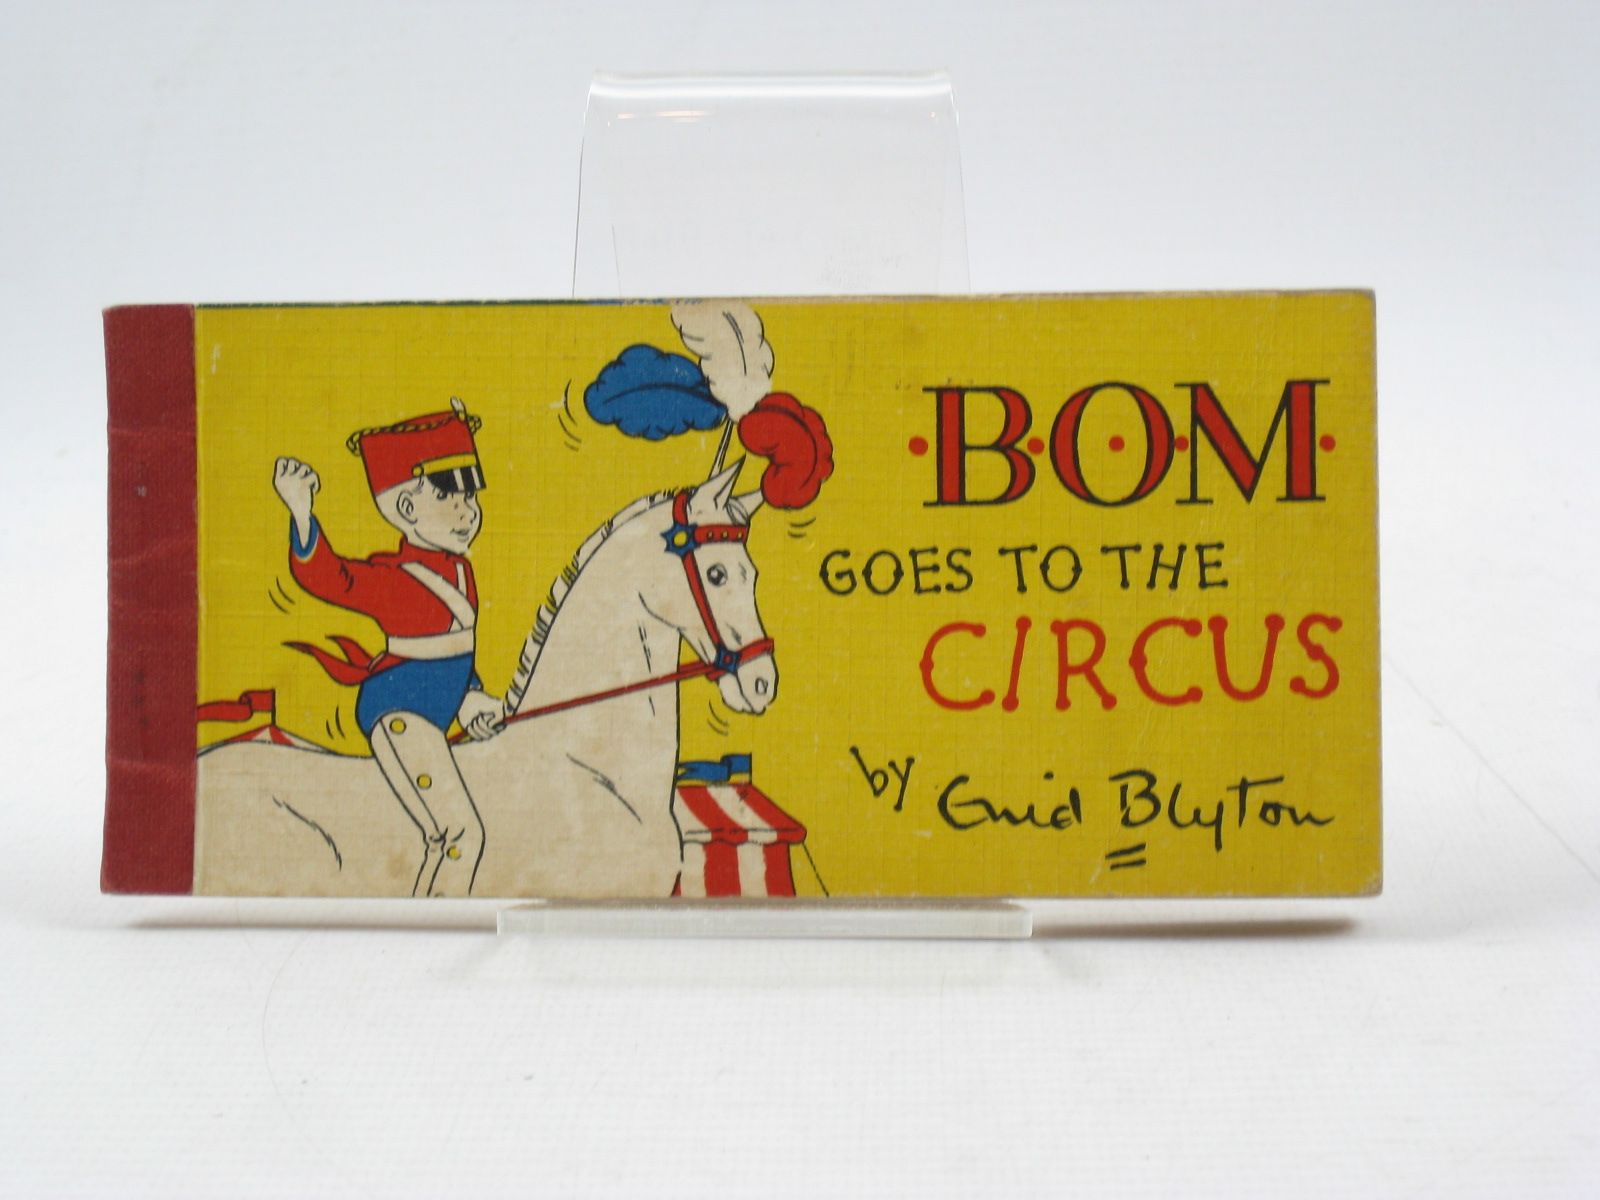 ·B·O·M·
GOES TO THE
CIRCUS
by Enid Blyton